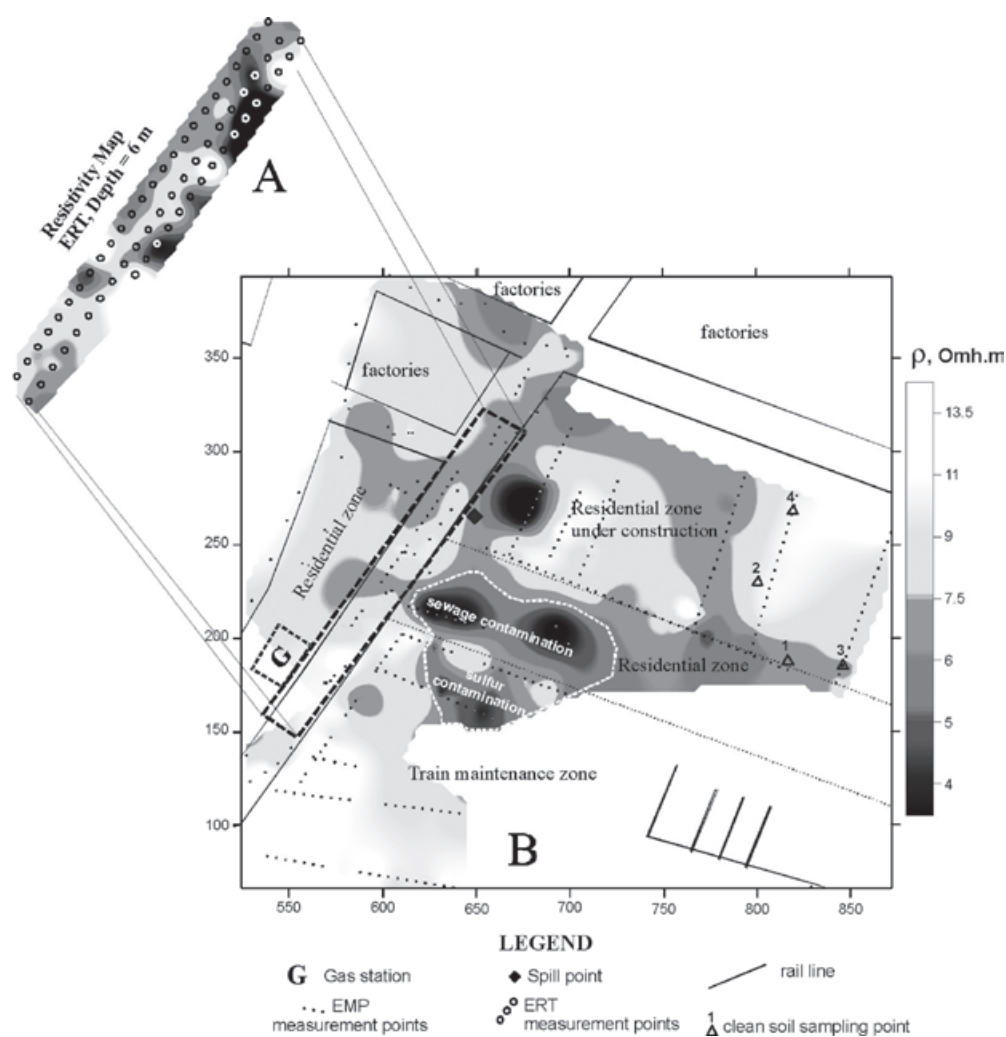 Resistivity Map
ERT, Depth = 6 m
A
factories
factories
factories
ρ, Omh.m
350
300
250
200
150
100
13.5
11
9
7.5
6
5
4
Residential zone
Residential zone
under construction
4
2
1
3
sewage contamination
Residential zone
sulfur
contamination
G
Train maintenance zone
B
550
600
650
700
750
800
850
LEGEND
G Gas station
Spill point
rail line
EMP
measurement points
ERT
measurement points
1
clean soil sampling point